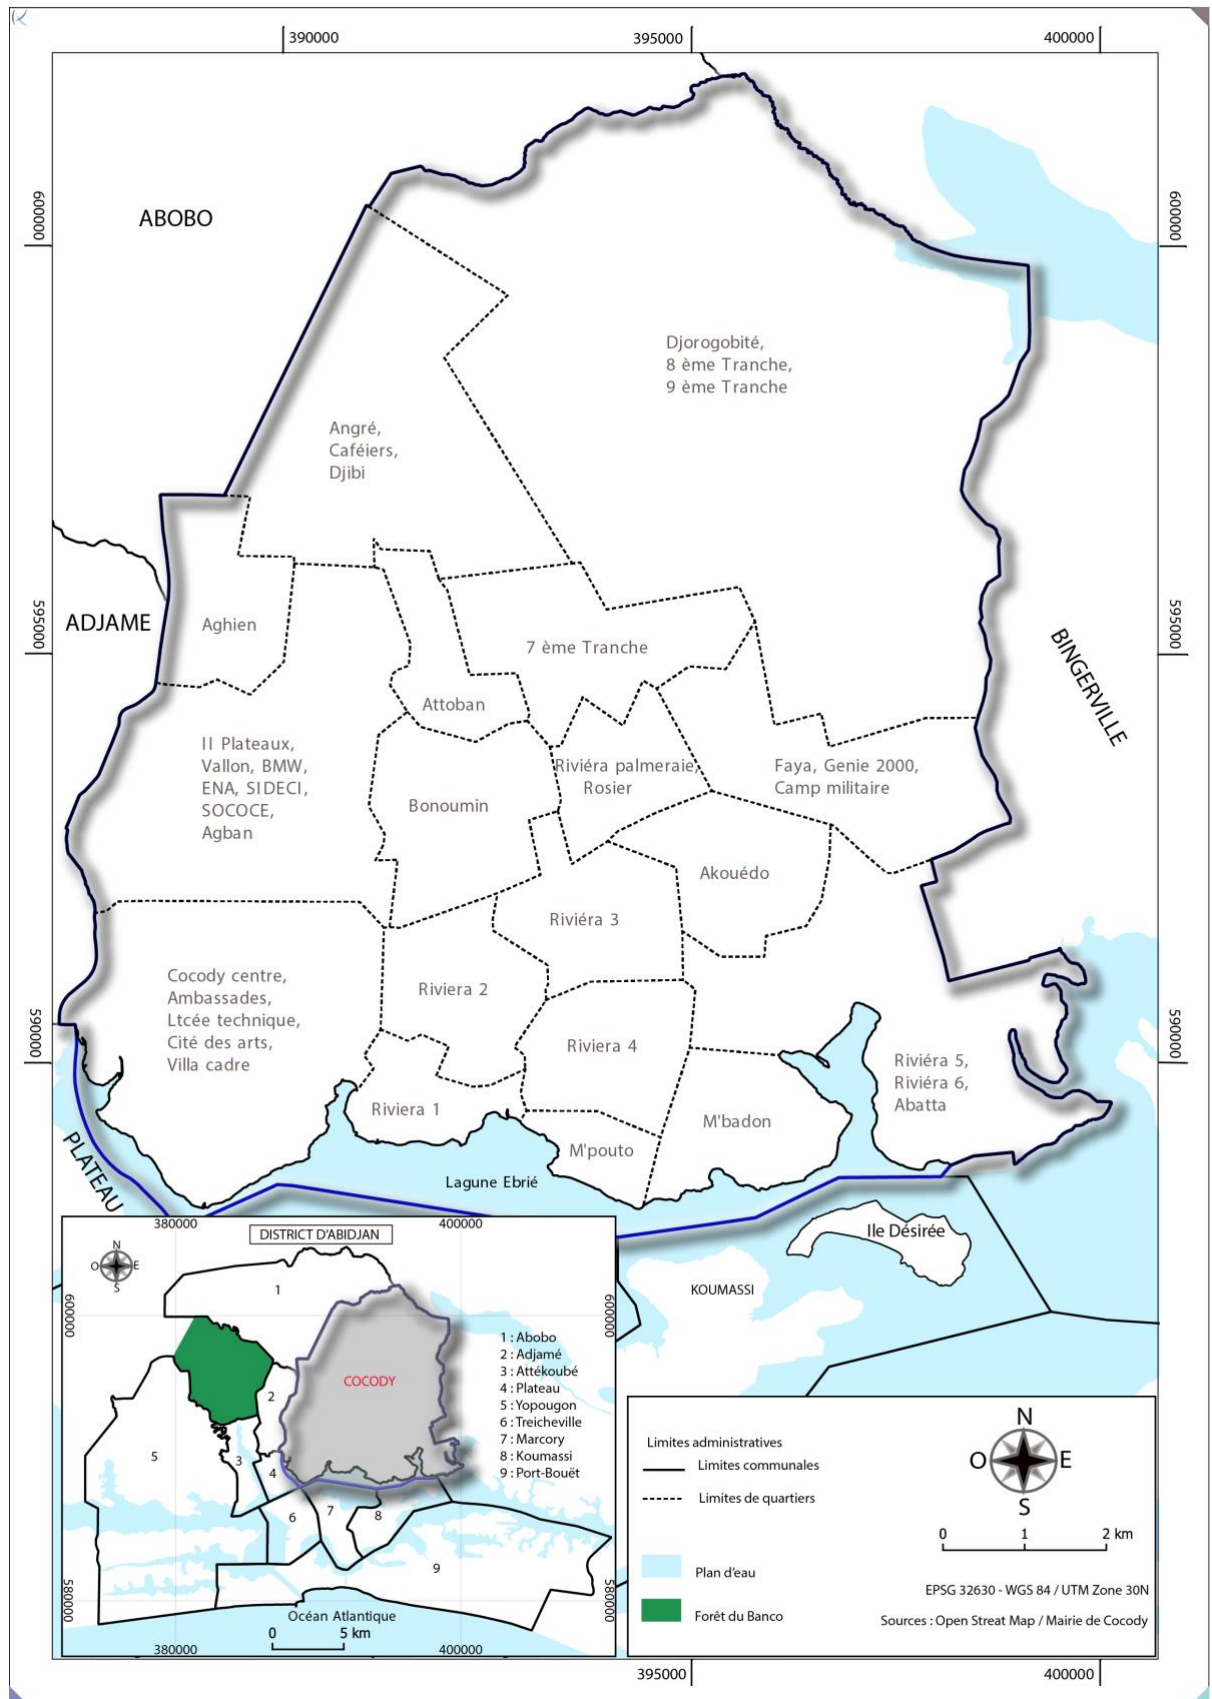 390000
395000
400000
600000
600000
ABOBO
Djorogobité,
8 ème Tranche,
9 ème Tranche
Angré,
Caféiers,
Djibi
595000
595000
ADJAME
Aghien
7 ème Tranche
BINGERVILLE
Attoban
II Plateaux,
Vallon, BMW,
ENA, SIDECI,
SOCOCE,
Agban
Bonoumin
Riviéra palmeraie,
Rosier
Faya, Genie 2000,
Camp militaire
Akouédo
Riviéra 3
Cocody centre,
Ambassades,
Ltcée technique,
Cité des arts,
Villa cadre
Riviera 2
590000
590000
Riviera 4
Riviéra 5,
Riviéra 6,
Abatta
Riviera 1
M'badon
M'pouto
PLATEAU
Lagune Ebrié
Ile Désirée
KOUMASSI
380000
400000
DISTRICT D'ABIDJAN
N
O
E
S
1
600000
600000
COCODY
2
5
3
4
6
7
8
9
1 : Abobo
2 : Adjamé
3 : Attékoubé
4 : Plateau
5 : Yopougon
6 : Treicheville
7 : Marcory
8 : Koumassi
9 : Port-Bouët
580000
580000
Océan Atlantique
0 5 km
380000
400000
Limites administratives
Limites communales
Limites de quartiers
Plan d'eau
Forêt du Banco
N
O
E
S
0 1 2 km
EPSG 32630 - WGS 84 / UTM Zone 30N
Sources : Open Streat Map / Mairie de Cocody
395000
400000